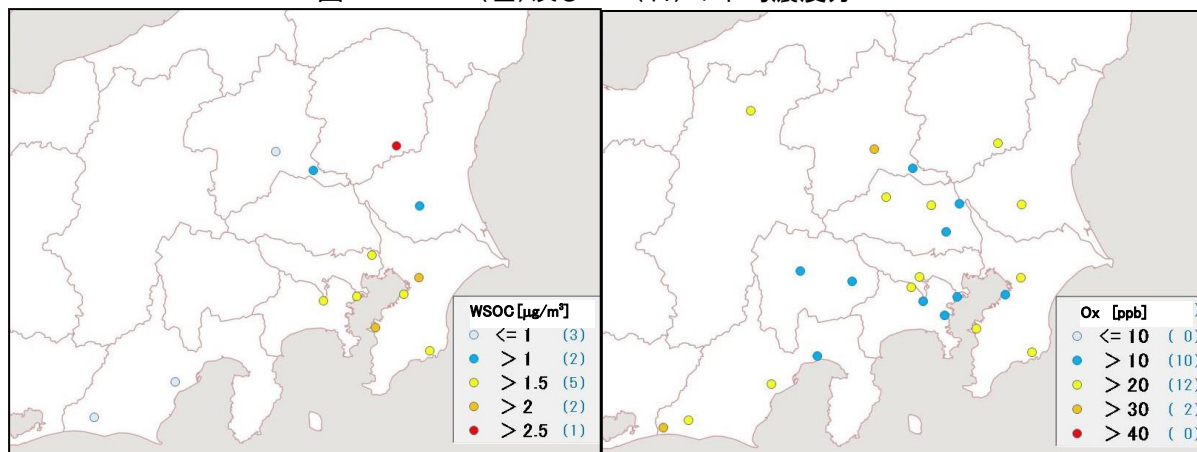 WSOC [μg/m³]
<= 1 (3)
> 1 (2)
> 1.5 (5)
> 2 (2)
> 2.5 (1)
Ox [ppb]
<= 10 ( 0)
> 10 (10)
> 20 (12)
> 30 ( 2)
> 40 ( 0)